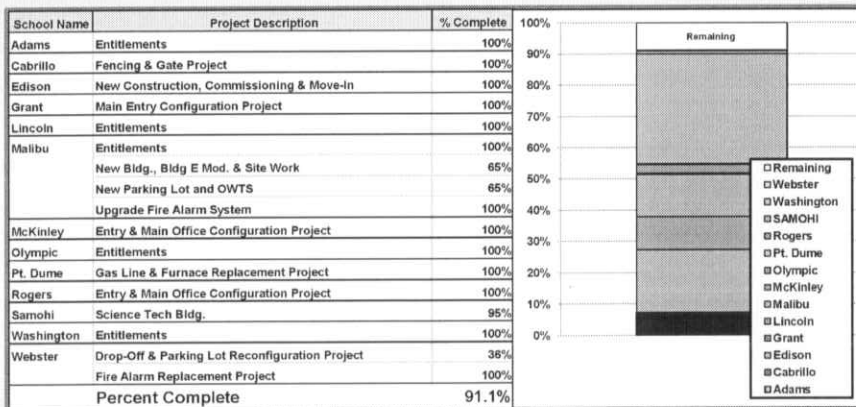 School Name Project Description % Complete
Adams Entitlements 100%
Cabrillo Fencing & Gate Project 100%
Edison New Construction, Commissioning & Move-In 100%
Grant Main Entry Configuration Project 100%
Lincoln Entitlements 100%
Malibu Entitlements 100%
New Bldg., Bldg E Mod. & Site Work 65%
New Parking Lot and OWTS 65%
Upgrade Fire Alarm System 100%
McKinley Entry & Main Office Configuration Project 100%
Olympic Entitlements 100%
Pt. Dume Gas Line & Furnace Replacement Project 100%
Rogers Entry & Main Office Configuration Project 100%
Samohi Science Tech Bldg. 95%
Washington Entitlements 100%
Webster Drop-Off & Parking Lot Reconfiguration Project 36%
Fire Alarm Replacement Project 100%
Percent Complete 91.1%
100%
90%
80%
70%
60%
50%
40%
30%
20%
10%
0%
Remaining
Remaining
Webster
Washington
SAMOHI
Rogers
Pt. Dume
Olympic
McKinley
Malibu
Lincoln
Grant
Edison
Cabrillo
Adams